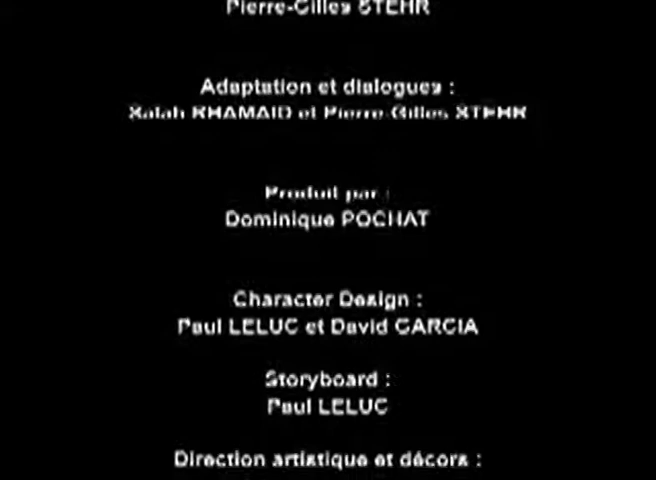 Pierre-Gilles STEHR
Adaptation et dialogues :
Salah KHAMAID et Pierre-Gilles STEHR
Produit par :
Dominique POCHAT
Character Design :
Paul LELUC et David GARCIA
Storyboard :
Paul LELUC
Direction artistique et décors :